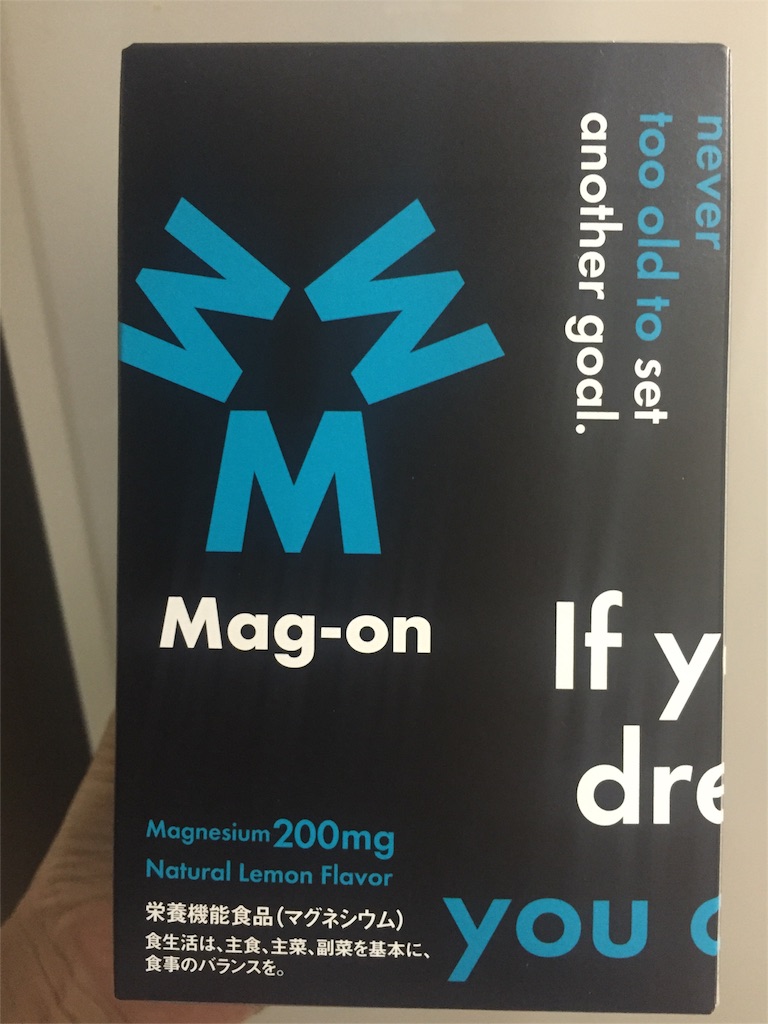 never
too old to set
another goal.
M
M
M
Mag-on
If y
dre
you
Magnesium 200mg
Natural Lemon Flavor
栄養機能食品(マグネシウム)
食生活は、主食、主菜、副菜を基本に、
食事のバランスを。